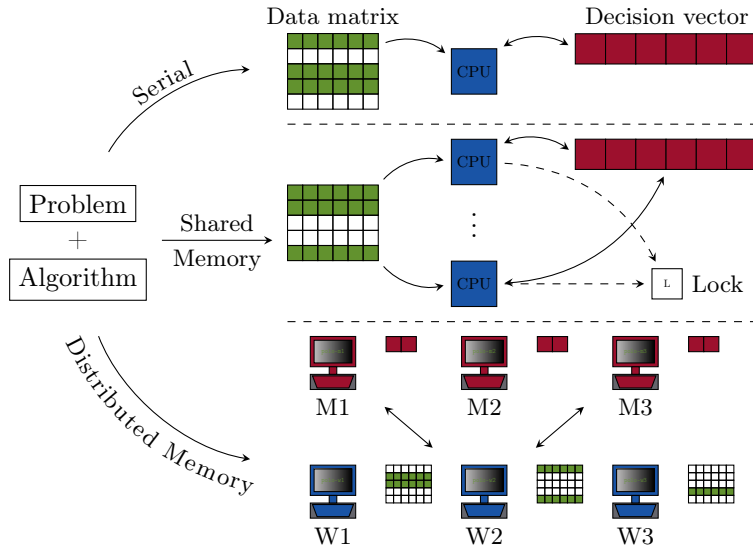 Data matrix
Decision vector
Serial
CPU
CPU
Problem
+
Algorithm
Shared
Memory
CPU
L
Lock
Distributed Memory
M1
M2
M3
W1
W2
W3